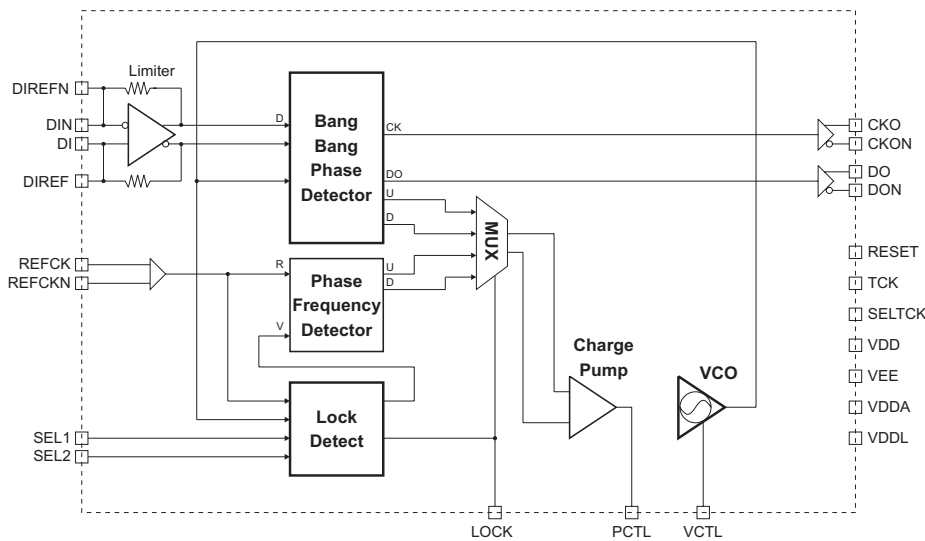 Limiter
DIREFN
DIN
DI
DIREF
D
Bang
Bang
Phase
Detector
CK
DO
U
D
CKO
CKON
DO
DON
MUX
REFCK
REFCKN
R
V
Phase
Frequency
Detector
U
D
RESET
TCK
SELTCK
VDD
VEE
VDDA
VDDL
Charge
Pump
VCO
SEL1
SEL2
Lock
Detect
LOCK
PCTL
VCTL